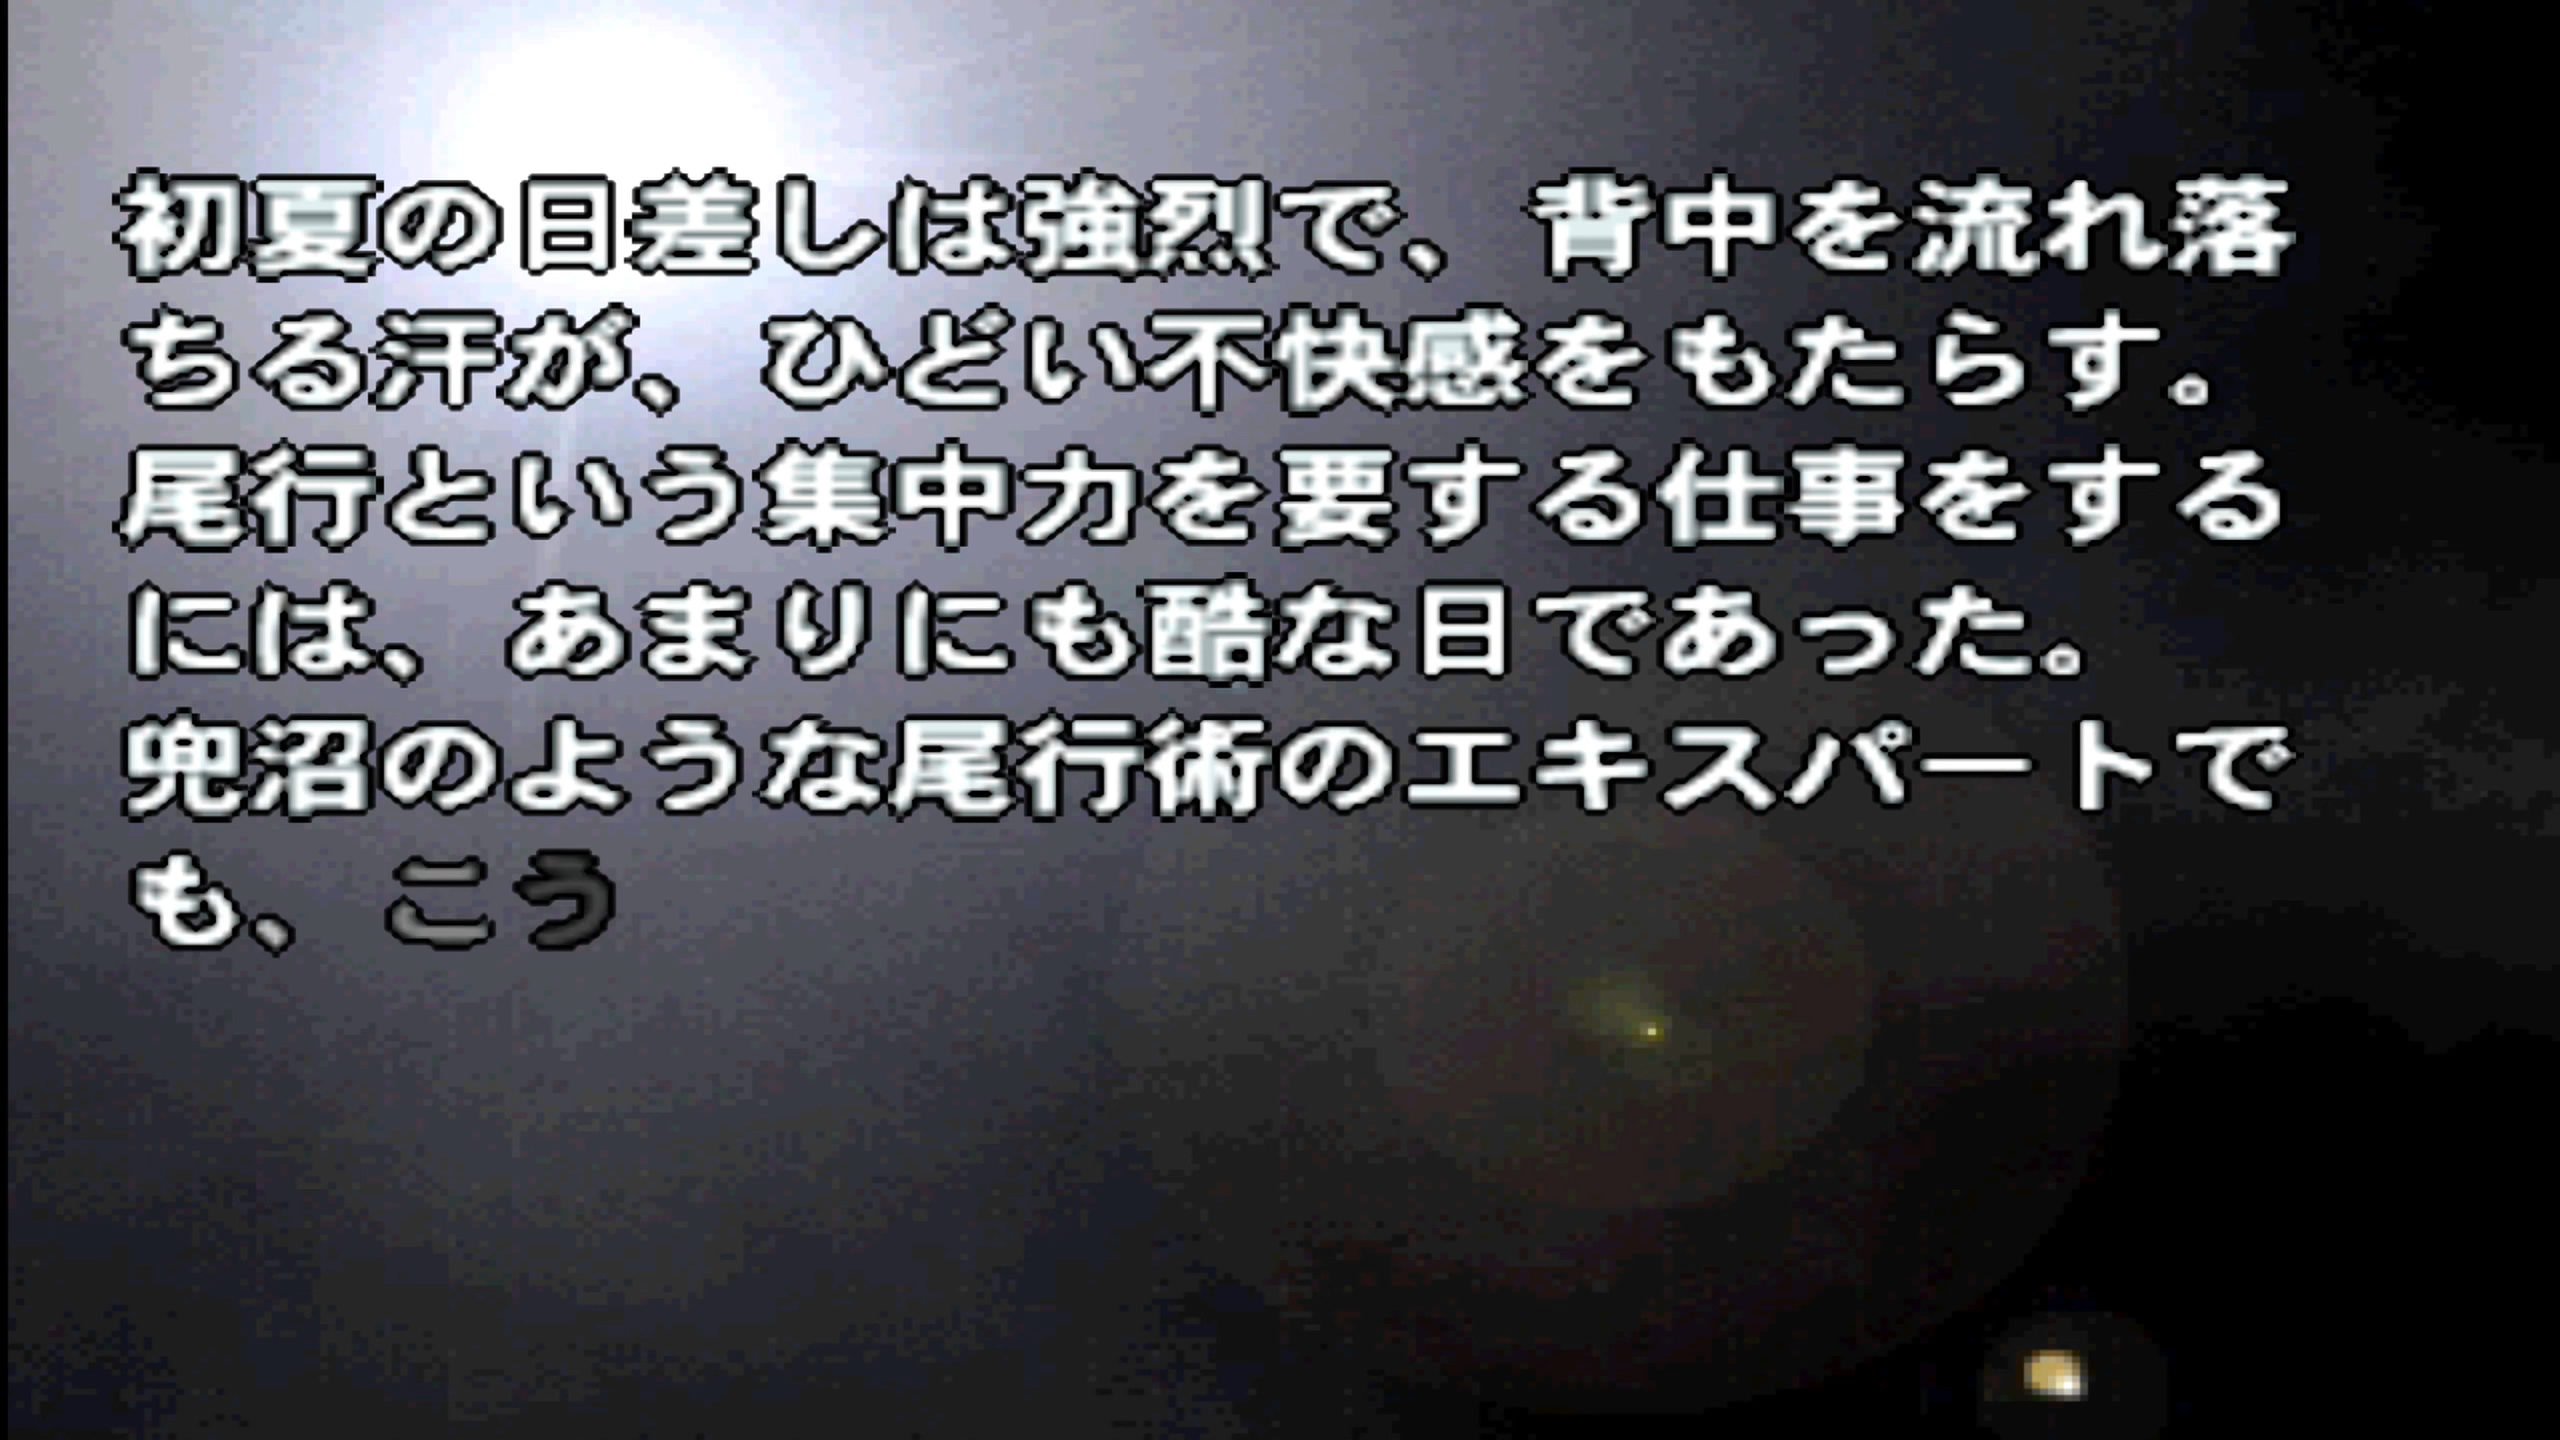 初夏の日差しは強烈で、背中を流れ落
ちる汗が、ひどい不快感をもたらす。
尾行という集中力を要する仕事をする
には、あまりにも酷な日であった。
兜沼のような尾行術のエキスパートで
も、こう